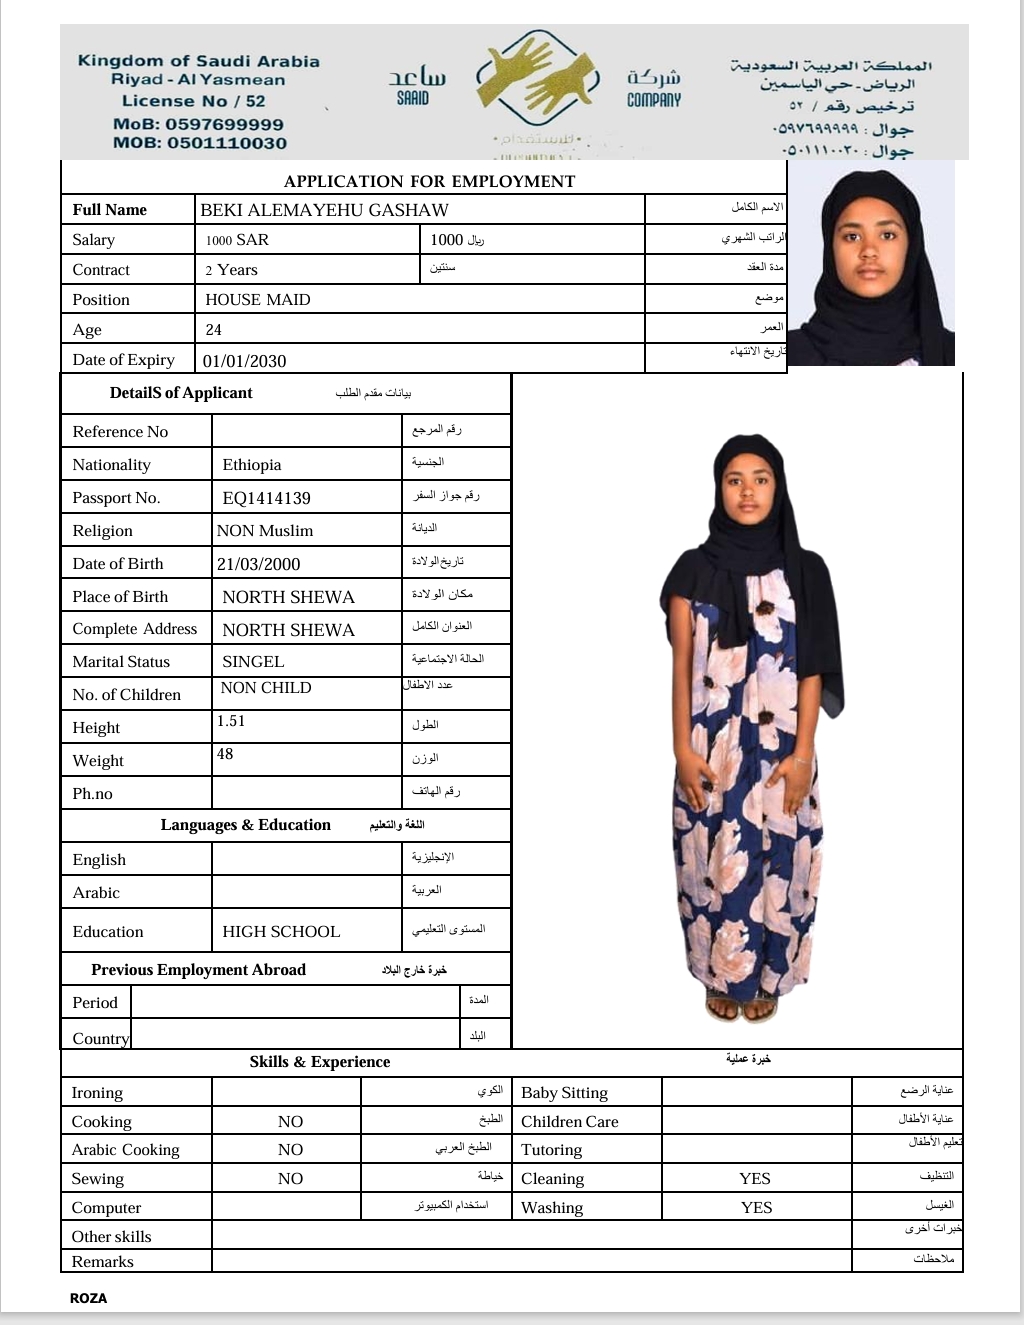 Kingdom of Saudi Arabia
Riyad - Al Yasmean
License No / 52
MoB: 0597699999
MOB: 0501110030
ساعد
SAAID
شركة
COMPANY
للاستقدام
المملكة العربية السعودية
الرياض - حي الياسمين
ترخيص رقم / ٥٢
جوال : ٠٥٩٧٦٩٩٩٩٩
جوال : ٠٥٠١١١٠٠٣٠
APPLICATION FOR EMPLOYMENT
Full Name BEKI ALEMAYEHU GASHAW الاسم الكامل
Salary 1000 SAR 1000 ريال الراتب الشهري
Contract 2 Years سنتين مدة العقد
Position HOUSE MAID موضع
Age 24 العمر
Date of Expiry 01/01/2030 تاريخ الانتهاء
DetailS of Applicant بيانات مقدم الطلب
Reference No رقم المرجع
Nationality Ethiopia الجنسية
Passport No. EQ1414139 رقم جواز السفر
Religion NON Muslim الديانة
Date of Birth 21/03/2000 تاريخ الولادة
Place of Birth NORTH SHEWA مكان الولادة
Complete Address NORTH SHEWA العنوان الكامل
Marital Status SINGEL الحالة الاجتماعية
No. of Children NON CHILD عدد الاطفال
Height 1.51 الطول
Weight 48 الوزن
Ph.no رقم الهاتف
Languages & Education اللغة والتعليم
English الإنجليزية
Arabic العربية
Education HIGH SCHOOL المستوى التعليمي
Previous Employment Abroad خبرة خارج البلاد
Period المدة
Country البلد
Skills & Experience خبرة عملية
Ironing الكوي Baby Sitting عناية الرضع
Cooking NO الطبخ Children Care عناية الأطفال
Arabic Cooking NO الطبخ العربي Tutoring تعليم الأطفال
Sewing NO خياطة Cleaning YES التنظيف
Computer استخدام الكمبيوتر Washing YES الغيسل
Other skills خبرات أخرى
Remarks ملاحظات
ROZA